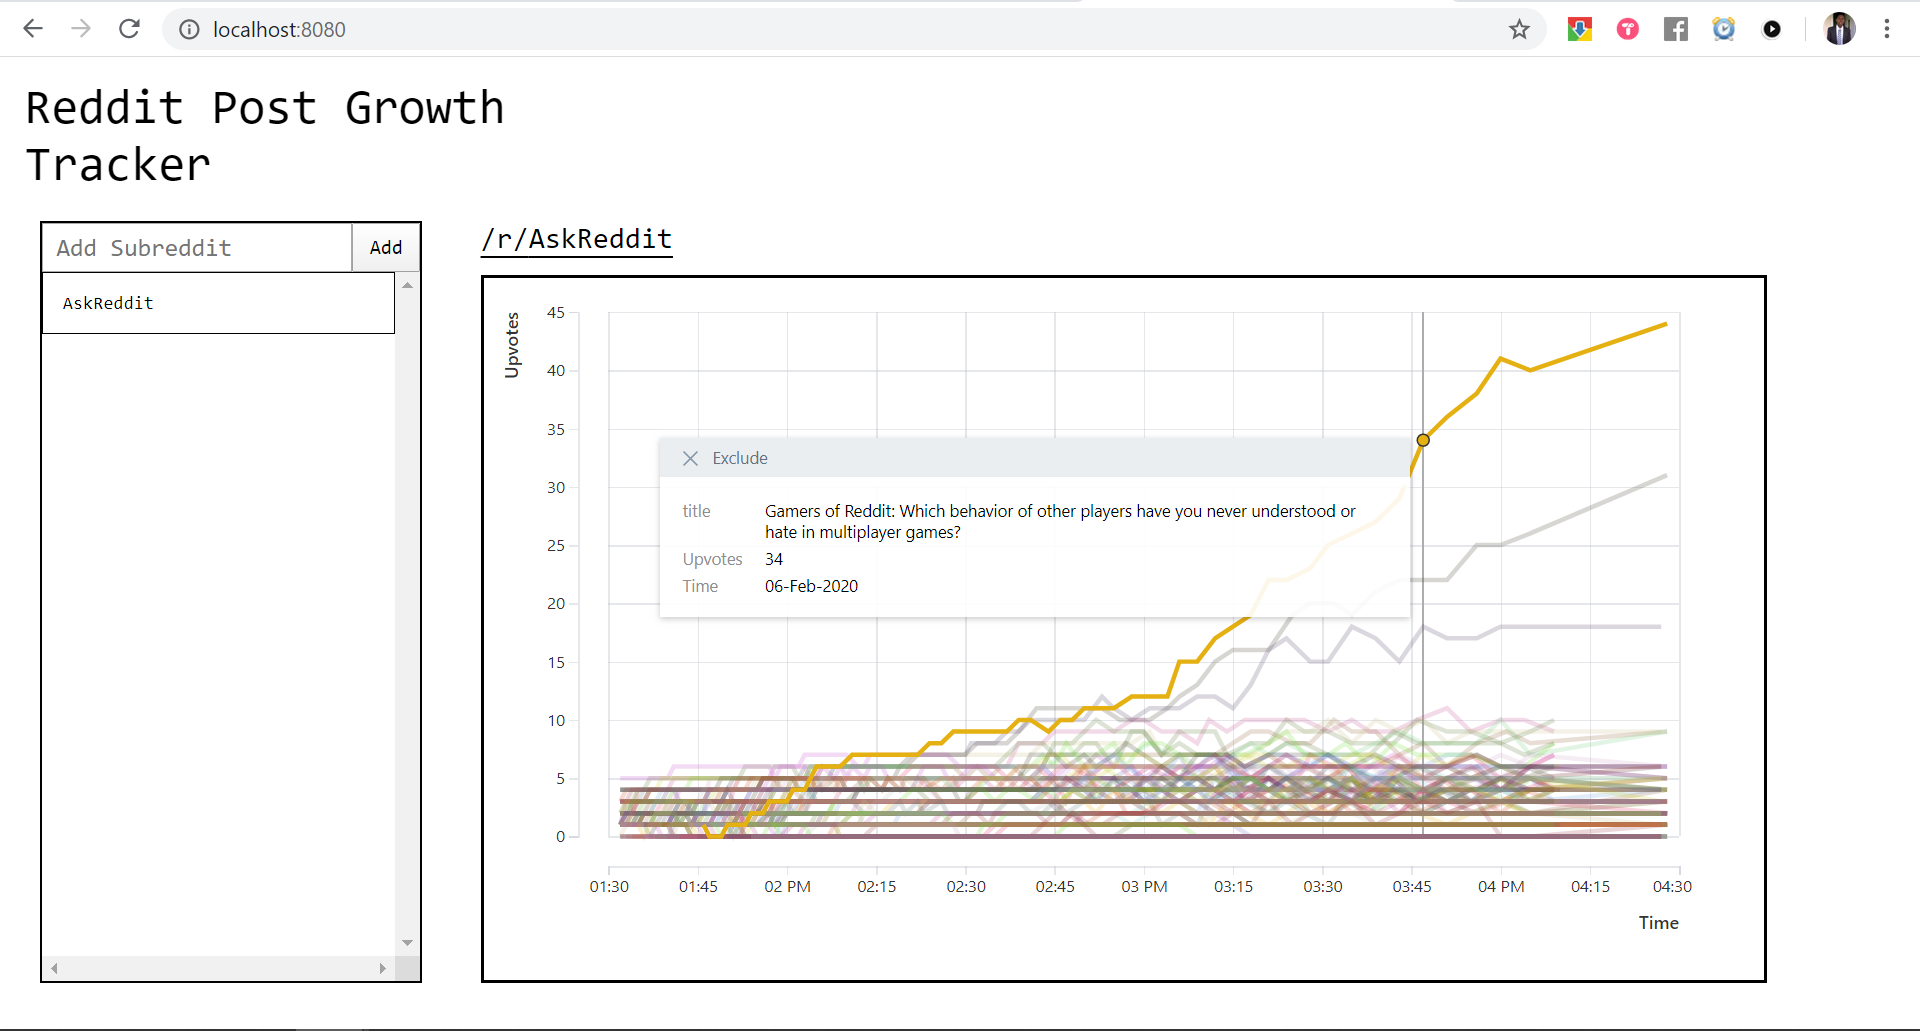 localhost:8080
Reddit Post Growth
Tracker
Add Subreddit
Add
AskReddit
/r/AskReddit
Upvotes
45
40
35
30
25
20
15
10
5
0
Exclude
title
Gamers of Reddit: Which behavior of other players have you never understood or
hate in multiplayer games?
Upvotes 34
Time 06-Feb-2020
01:30 01:45 02 PM 02:15 02:30 02:45 03 PM 03:15 03:30 03:45 04 PM 04:15 04:30
Time